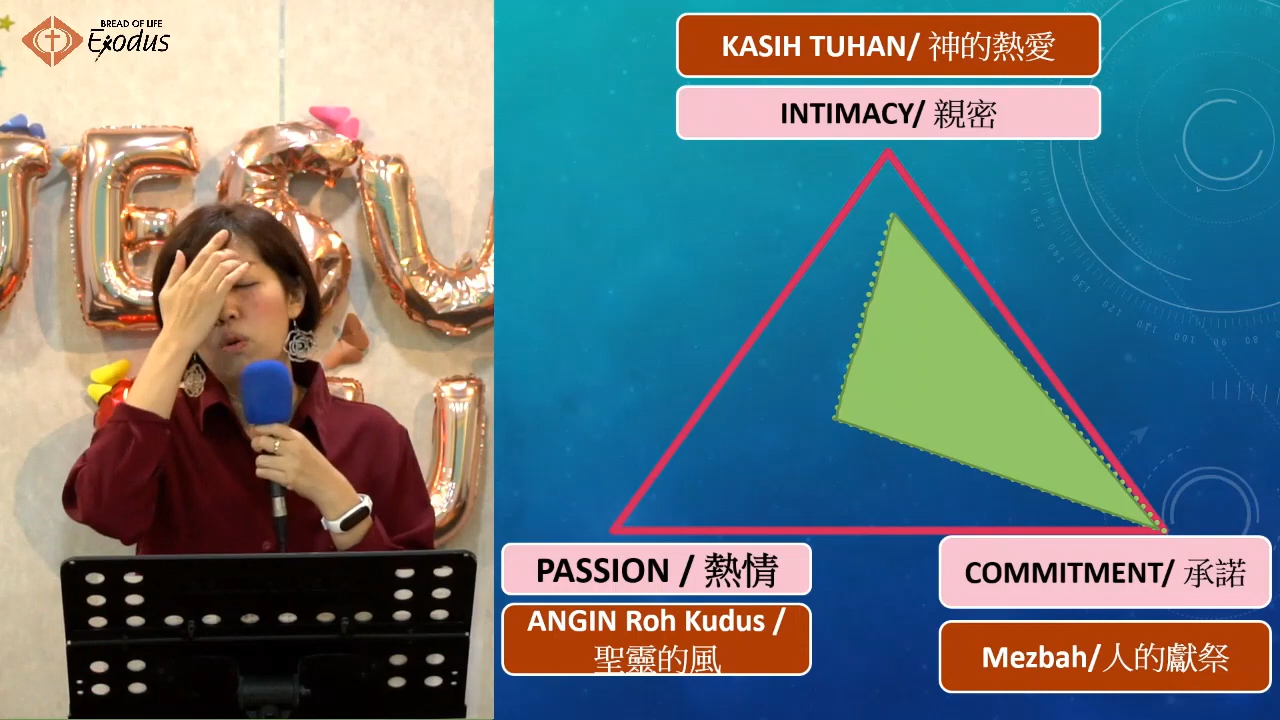 BREAD OF LIFE
Exodus
JESU
U
KASIH TUHAN/ 神的熱愛
INTIMACY/ 親密
PASSION / 熱情
ANGIN Roh Kudus /
聖靈的風
COMMITMENT/ 承諾
Mezbah/人的獻祭